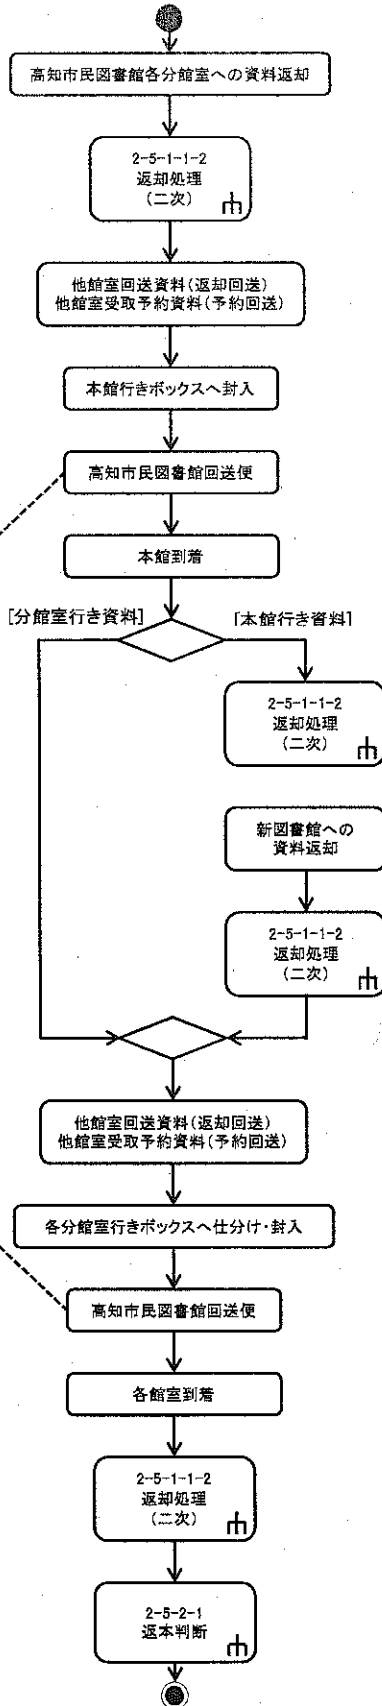 高知市民図書館各分館室への資料返却
2-5-1-1-2
返却処理
(二次)
他館室回送資料(返却回送)
他館室受取予約資料(予約回送)
本館行きボックスへ封入
高知市民図書館回送便
本館到着
[分館室行き資料]
[本館行き資料]
2-5-1-1-2
返却処理
(二次)
新図書館への
資料返却
2-5-1-1-2
返却処理
(二次)
他館室回送資料(返却回送)
他館室受取予約資料(予約回送)
各分館室行きボックスへ仕分け・封入
高知市民図書館回送便
各館室到着
2-5-1-1-2
返却処理
(二次)
2-5-2-1
返本判断